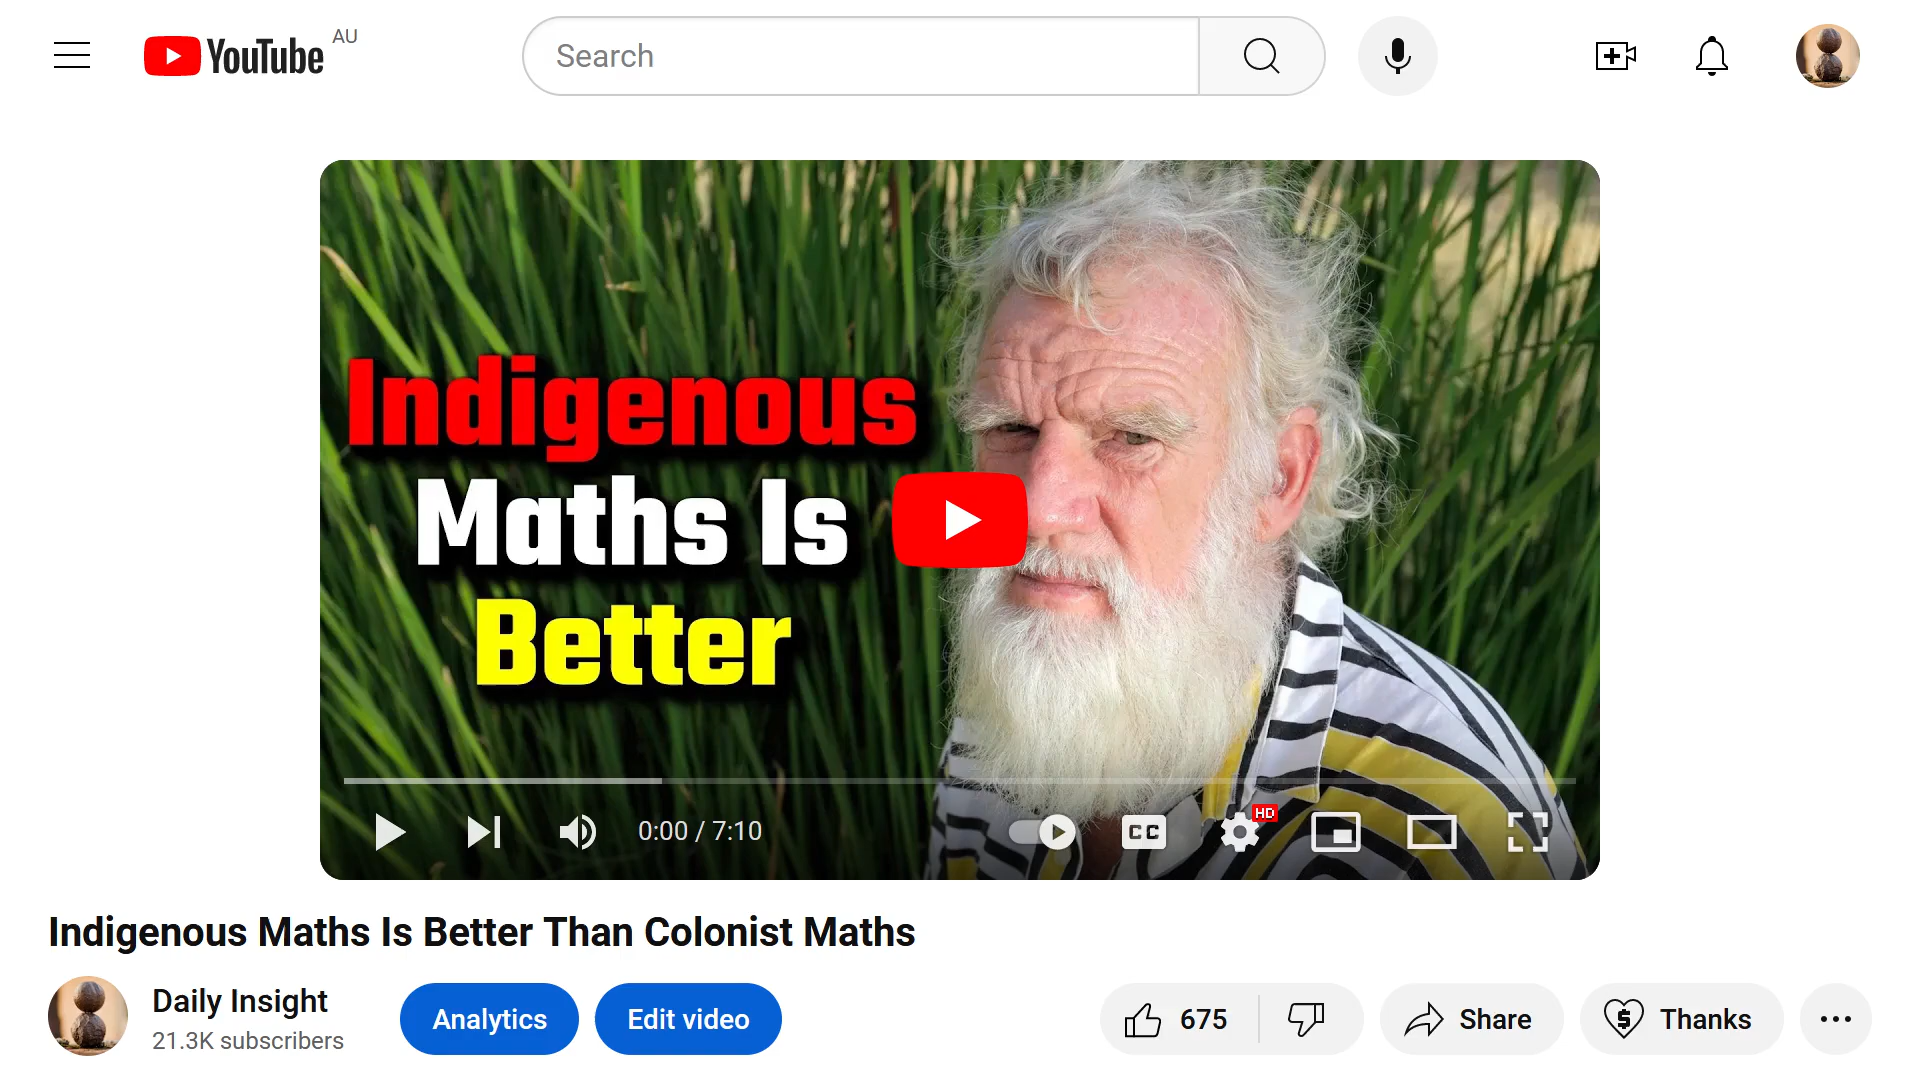 YouTube AU
Search
Indigenous
Maths Is
Better
0:00 / 7:10
CC
HD
Indigenous Maths Is Better Than Colonist Maths
Daily Insight
21.3K subscribers
Analytics
Edit video
675
Share
Thanks